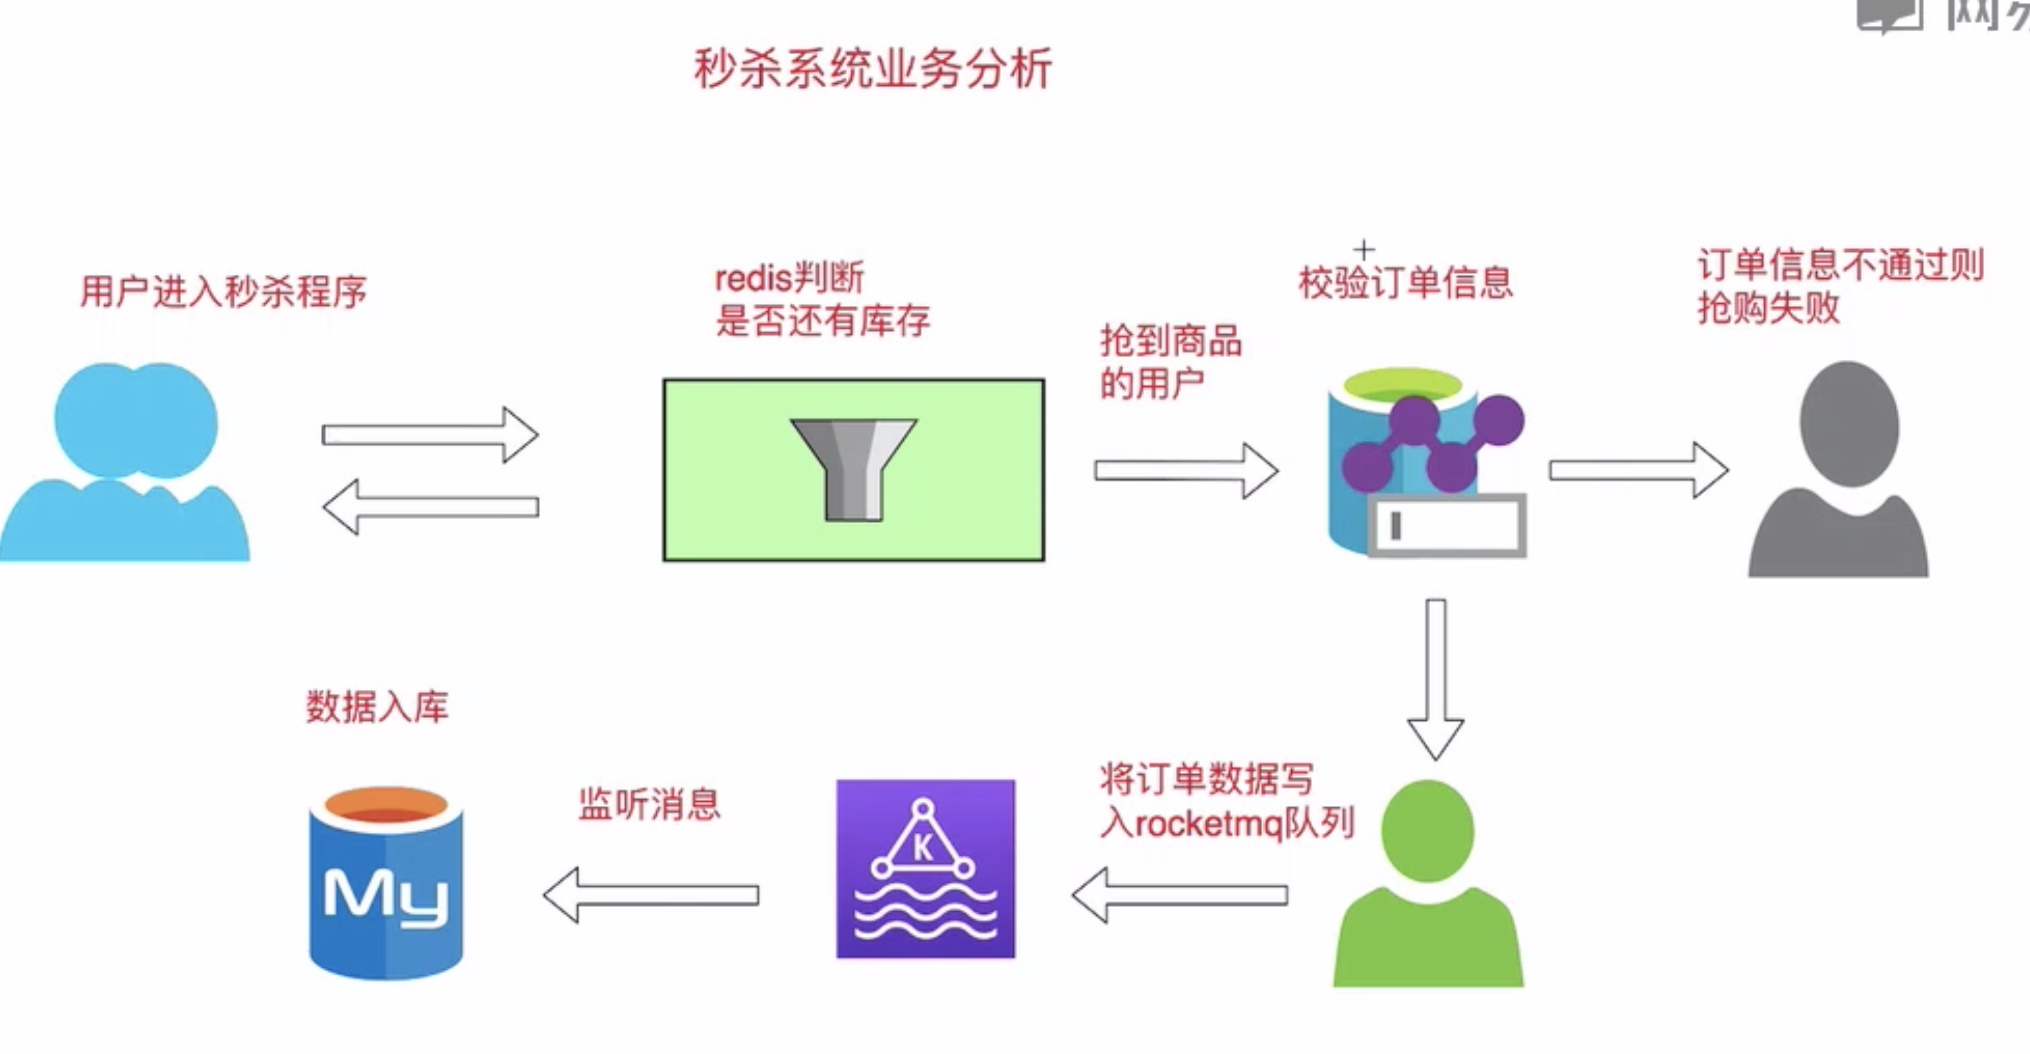 秒杀系统业务分析
用户进入秒杀程序
redis判断
是否还有库存
抢到商品
的用户
校验订单信息
订单信息不通过则
抢购失败
数据入库
监听消息
将订单数据写
入rocketmq队列
K
My